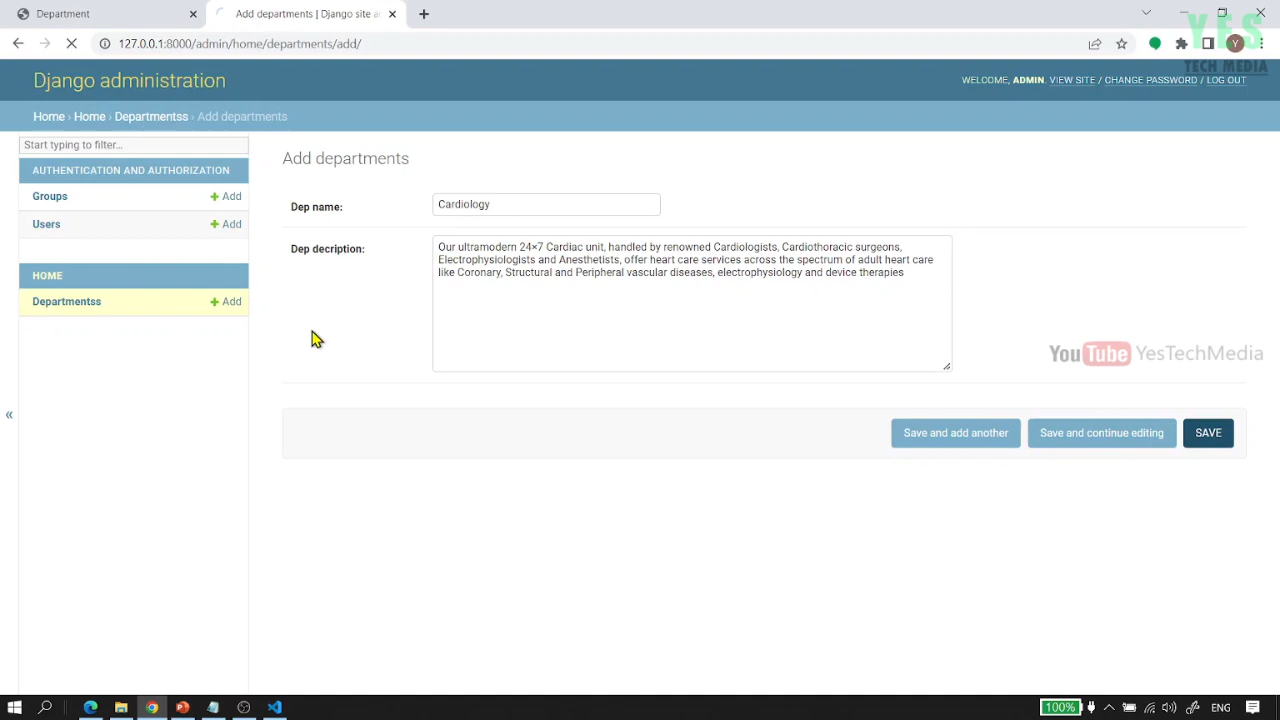 Department
Add departments | Django site a
127.0.0.1:8000/admin/home/departments/add/
Y
YES
TECH MEDIA
Django administration
WELCOME, ADMIN. VIEW SITE / CHANGE PASSWORD / LOG OUT
Home › Home › Departmentss › Add departments
Start typing to filter...
AUTHENTICATION AND AUTHORIZATION
Groups
Add
Users
Add
HOME
Departmentss
Add
«
Add departments
Dep name:
Cardiology
Dep decription:
Our ultramodern 24×7 Cardiac unit, handled by renowned Cardiologists, Cardiothoracic surgeons,
Electrophysiologists and Anesthetists, offer heart care services across the spectrum of adult heart care
like Coronary, Structural and Peripheral vascular diseases, electrophysiology and device therapies
YouTube YesTechMedia
Save and add another
Save and continue editing
SAVE
100%
ENG